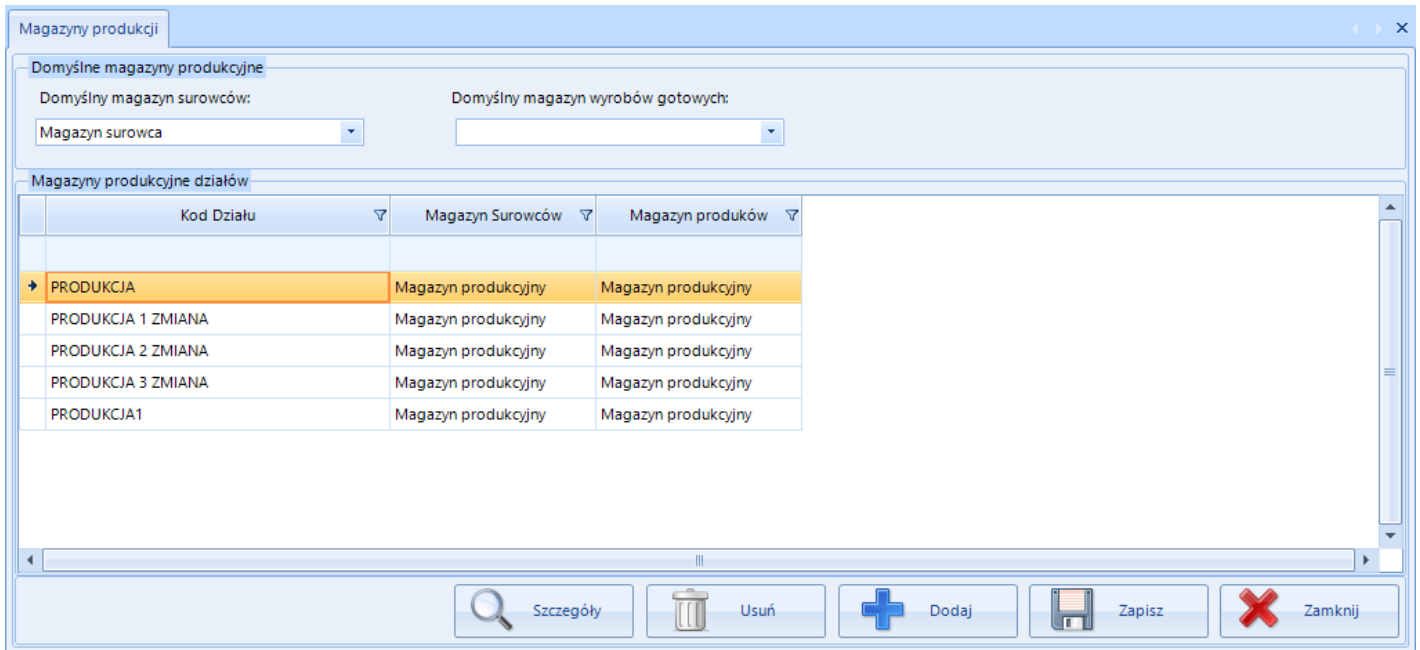 Magazyny produkcji
Domyślne magazyny produkcyjne
Domyślny magazyn surowców: Domyślny magazyn wyrobów gotowych:
Magazyn surowca
Magazyny produkcyjne działów
Kod Działu Magazyn Surowców Magazyn produków
PRODUKCJA Magazyn produkcyjny Magazyn produkcyjny
PRODUKCJA 1 ZMIANA Magazyn produkcyjny Magazyn produkcyjny
PRODUKCJA 2 ZMIANA Magazyn produkcyjny Magazyn produkcyjny
PRODUKCJA 3 ZMIANA Magazyn produkcyjny Magazyn produkcyjny
PRODUKCJA1 Magazyn produkcyjny Magazyn produkcyjny
Szczegóły Usuń Dodaj Zapisz Zamknij